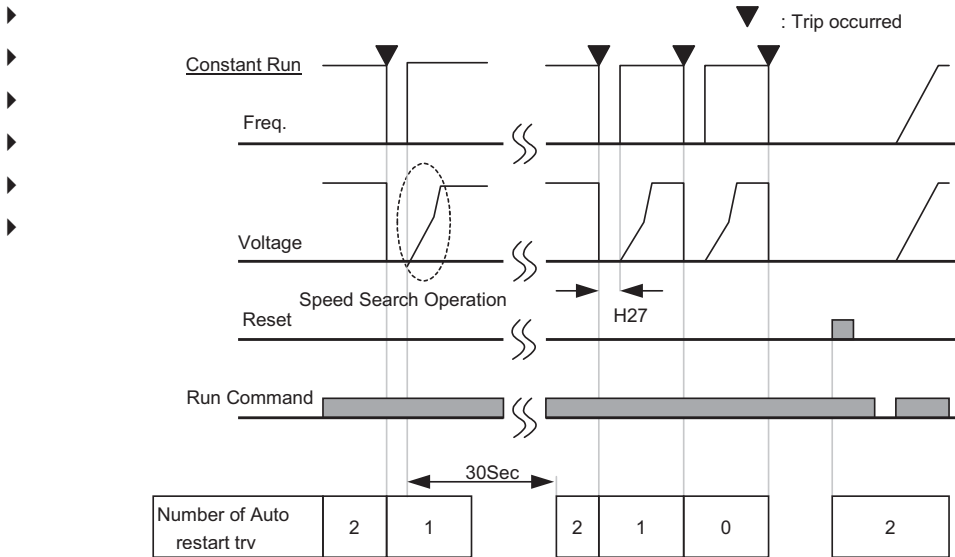 : Trip occurred
Constant Run
Freq.
Voltage
Speed Search Operation
H27
Reset
Run Command
30Sec
Number of Auto
restart try
2
1
2
1
0
2